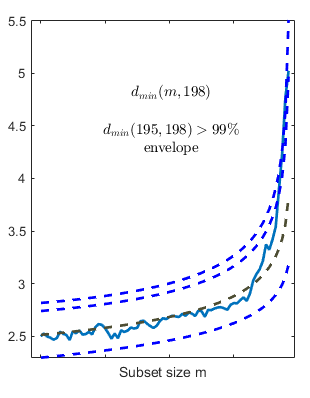 5.5
5
4.5
4
3.5
3
2.5
d_{min}(m, 198)
d_{min}(195, 198) > 99%
envelope
Subset size m